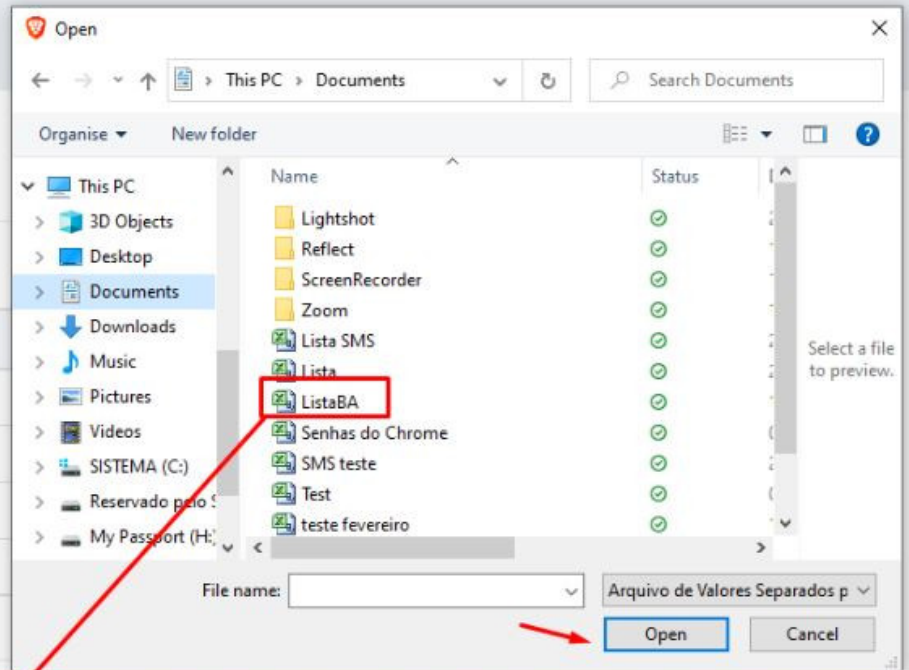 Open
This PC > Documents
Search Documents
Organise
New folder
This PC
3D Objects
Desktop
Documents
Downloads
Music
Pictures
Videos
SISTEMA (C:)
Reservado pelo S
My Passport (H:)
Name
Status
Lightshot
Reflect
ScreenRecorder
Zoom
Lista SMS
Lista
ListaBA
Senhas do Chrome
SMS teste
Test
teste fevereiro
Select a file
to preview.
File name:
Arquivo de Valores Separados p
Open
Cancel